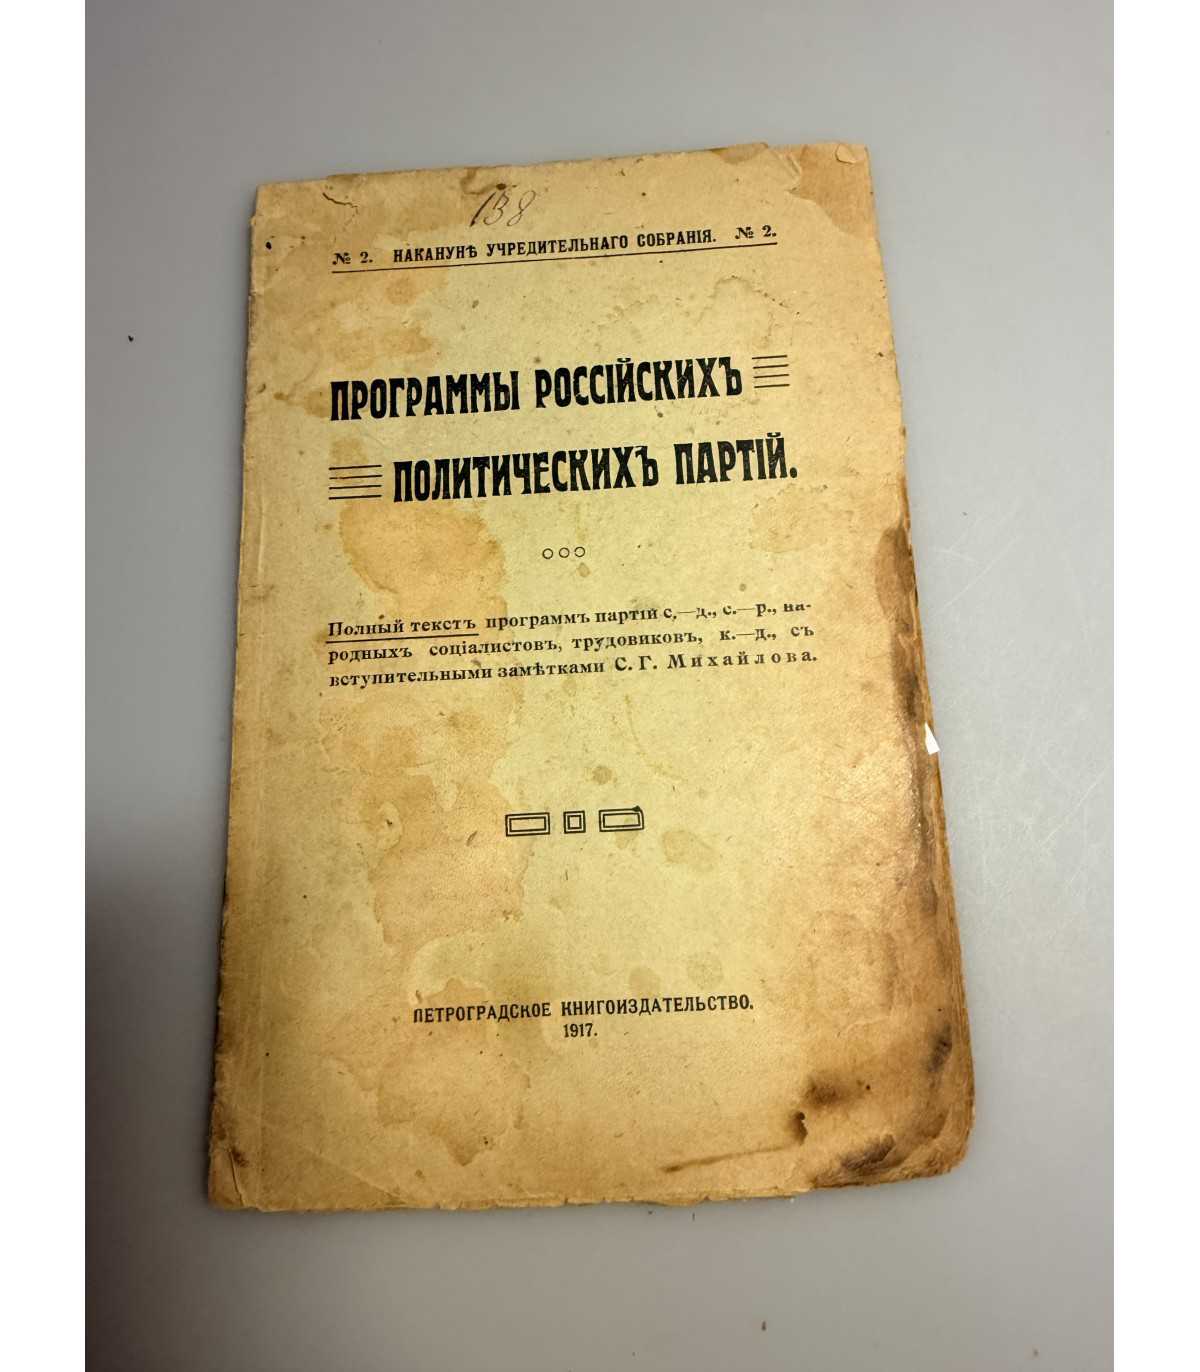 138
№ 2. НАКАНУНѢ УЧРЕДИТЕЛЬНАГО СОБРАНІЯ. № 2.
ПРОГРАММЫ РОССІЙСКИХЪ
ПОЛИТИЧЕСКИХЪ ПАРТІЙ.
Полный текстъ программъ партій с.—д., с.—р., на-
родныхъ соціалистовъ, трудовиковъ, к.—д., съ
вступительными замѣтками С. Г. Михайлова.
ПЕТРОГРАДСКОЕ КНИГОИЗДАТЕЛЬСТВО.
1917.